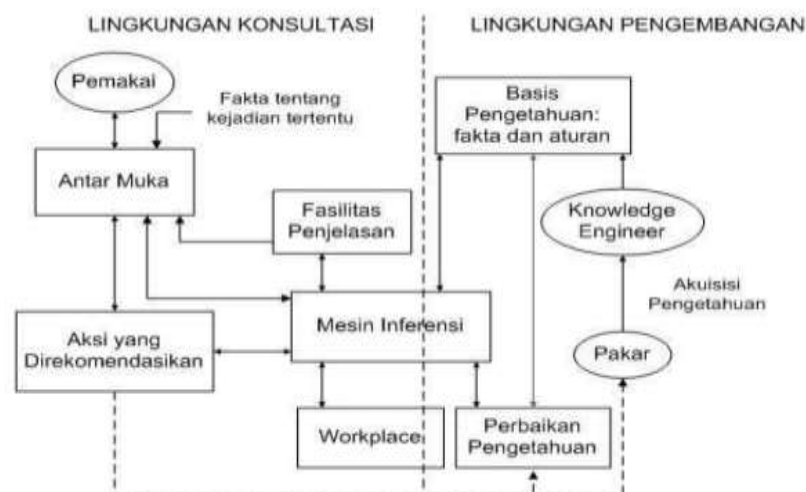 LINGKUNGAN KONSULTASI
LINGKUNGAN PENGEMBANGAN
Pemakai
Fakta tentang
kejadian tertentu
Basis
Pengetahuan:
fakta dan aturan
Antar Muka
Fasilitas
Penjelasan
Knowledge
Engineer
Akuisisi
Pengetahuan
Mesin Inferensi
Aksi yang
Direkomendasikan
Pakar
Workplace
Perbaikan
Pengetahuan